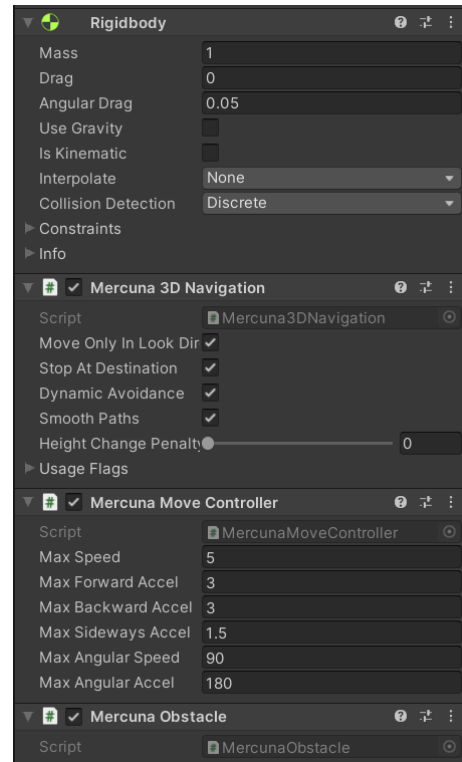 Rigidbody
Mass 1
Drag 0
Angular Drag 0.05
Use Gravity
Is Kinematic
Interpolate None
Collision Detection Discrete
Constraints
Info
# Mercuna 3D Navigation
Script # Mercuna3DNavigation
Move Only In Look Dir
Stop At Destination
Dynamic Avoidance
Smooth Paths
Height Change Penalty 0
Usage Flags
# Mercuna Move Controller
Script # MercunaMoveController
Max Speed 5
Max Forward Accel 3
Max Backward Accel 3
Max Sideways Accel 1.5
Max Angular Speed 90
Max Angular Accel 180
# Mercuna Obstacle
Script # MercunaObstacle